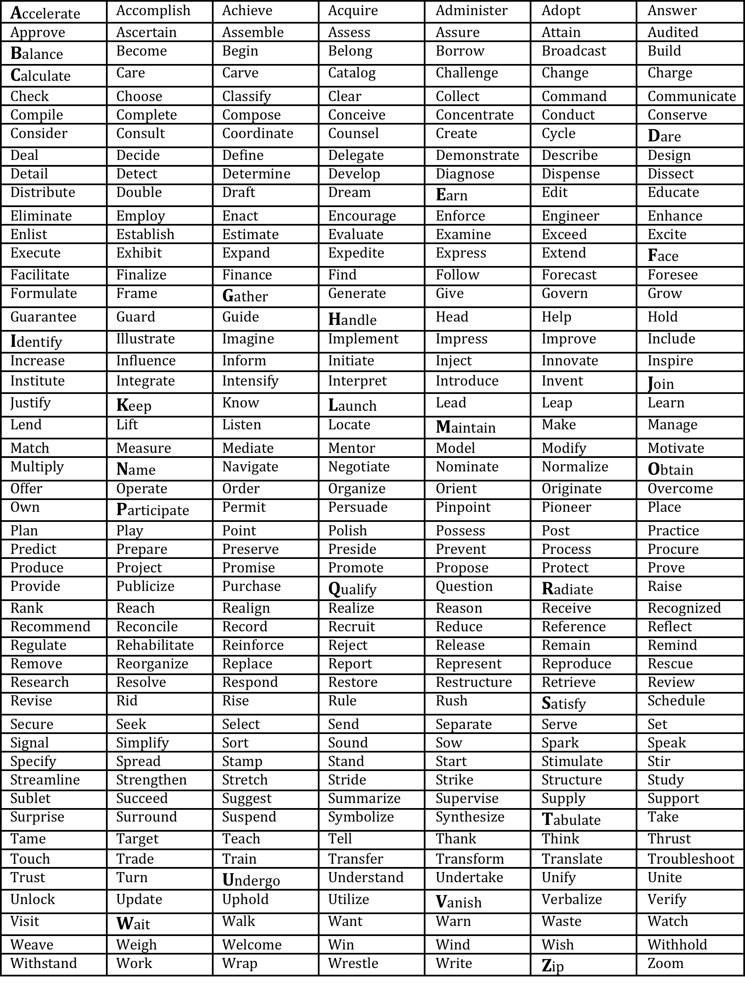 Accelerate Accomplish Achieve Acquire Administer Adopt Answer
Approve Ascertain Assemble Assess Assure Attain Audited
Balance Become Begin Belong Borrow Broadcast Build
Calculate Care Carve Catalog Challenge Change Charge
Check Choose Classify Clear Collect Command Communicate
Compile Complete Compose Conceive Concentrate Conduct Conserve
Consider Consult Coordinate Counsel Create Cycle Dare
Deal Decide Define Delegate Demonstrate Describe Design
Detail Detect Determine Develop Diagnose Dispense Dissect
Distribute Double Draft Dream Earn Edit Educate
Eliminate Employ Enact Encourage Enforce Engineer Enhance
Enlist Establish Estimate Evaluate Examine Exceed Excite
Execute Exhibit Expand Expedite Express Extend Face
Facilitate Finalize Finance Find Follow Forecast Foresee
Formulate Frame Gather Generate Give Govern Grow
Guarantee Guard Guide Handle Head Help Hold
Identify Illustrate Imagine Implement Impress Improve Include
Increase Influence Inform Initiate Inject Innovate Inspire
Institute Integrate Intensify Interpret Introduce Invent Join
Justify Keep Know Launch Lead Leap Learn
Lend Lift Listen Locate Maintain Make Manage
Match Measure Mediate Mentor Model Modify Motivate
Multiply Name Navigate Negotiate Nominate Normalize Obtain
Offer Operate Order Organize Orient Originate Overcome
Own Participate Permit Persuade Pinpoint Pioneer Place
Plan Play Point Polish Possess Post Practice
Predict Prepare Preserve Preside Prevent Process Procure
Produce Project Promise Promote Propose Protect Prove
Provide Publicize Purchase Qualify Question Radiate Raise
Rank Reach Realign Realize Reason Receive Recognized
Recommend Reconcile Record Recruit Reduce Reference Reflect
Regulate Rehabilitate Reinforce Reject Release Remain Remind
Remove Reorganize Replace Report Represent Reproduce Rescue
Research Resolve Respond Restore Restructure Retrieve Review
Revise Rid Rise Rule Rush Satisfy Schedule
Secure Seek Select Send Separate Serve Set
Signal Simplify Sort Sound Sow Spark Speak
Specify Spread Stamp Stand Start Stimulate Stir
Streamline Strengthen Stretch Stride Strike Structure Study
Sublet Succeed Suggest Summarize Supervise Supply Support
Surprise Surround Suspend Symbolize Synthesize Tabulate Take
Tame Target Teach Tell Thank Think Thrust
Touch Trade Train Transfer Transform Translate Troubleshoot
Trust Turn Undergo Understand Undertake Unify Unite
Unlock Update Uphold Utilize Vanish Verbalize Verify
Visit Wait Walk Want Warn Waste Watch
Weave Weigh Welcome Win Wind Wish Withhold
Withstand Work Wrap Wrestle Write Zip Zoom